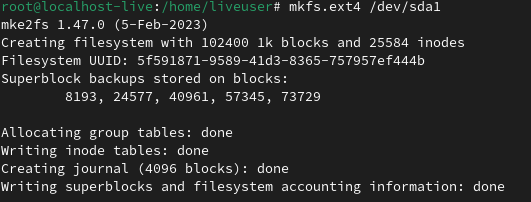 root@localhost-live:/home/liveuser# mkfs.ext4 /dev/sda1
mke2fs 1.47.0 (5-Feb-2023)
Creating filesystem with 102400 1k blocks and 25584 inodes
Filesystem UUID: 5f591871-9589-41d3-8365-757957ef444b
Superblock backups stored on blocks:
        8193, 24577, 40961, 57345, 73729

Allocating group tables: done
Writing inode tables: done
Creating journal (4096 blocks): done
Writing superblocks and filesystem accounting information: done